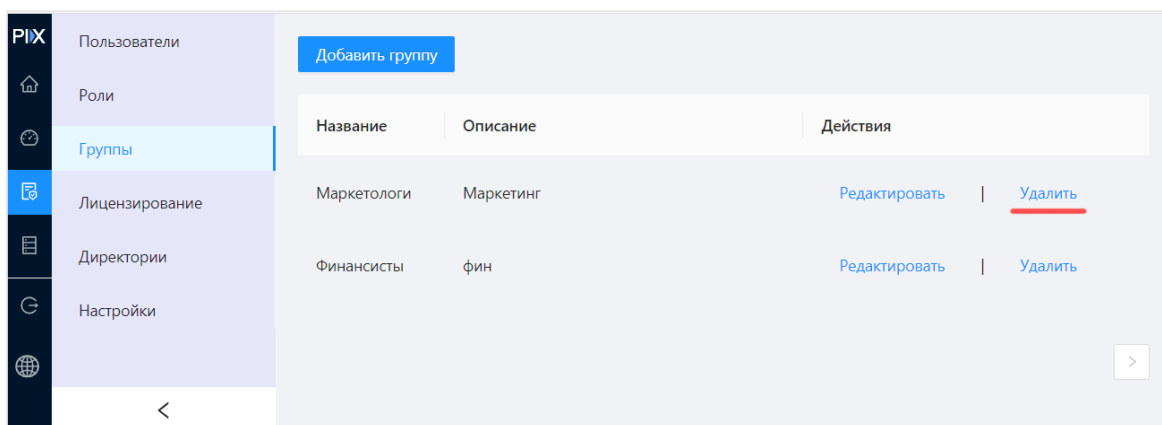 PIX
Пользователи
Роли
Группы
Лицензирование
Директории
Настройки
Добавить группу
Название Описание Действия
Маркетологи Маркетинг Редактировать | Удалить
Финансисты фин Редактировать | Удалить